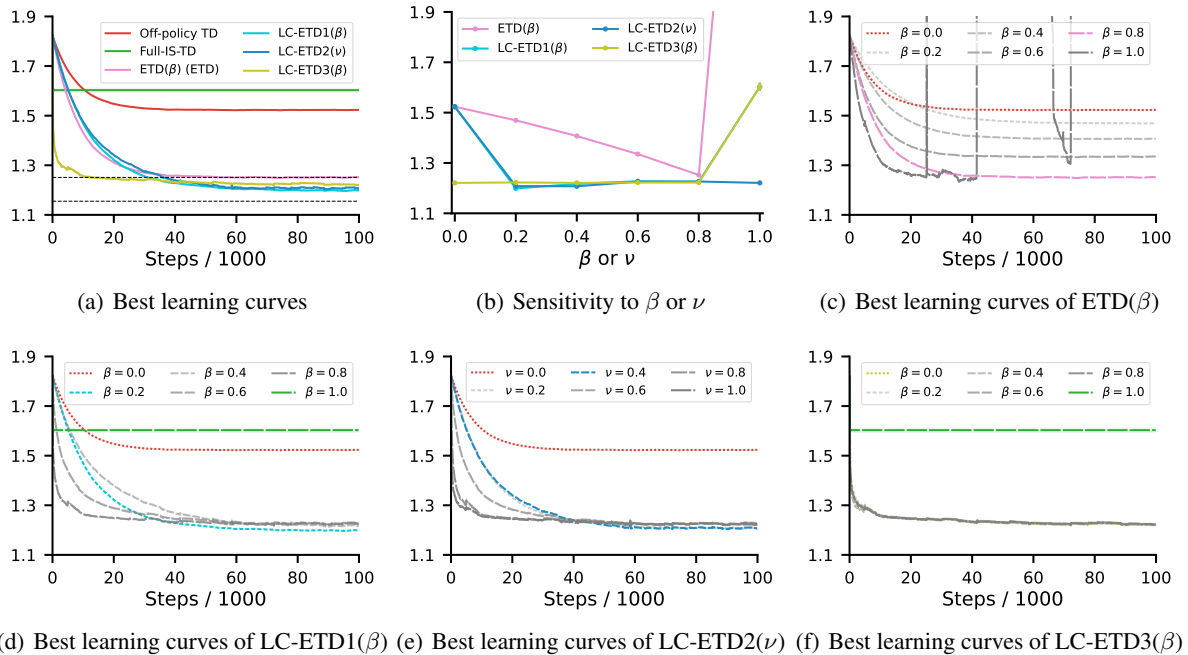 1.9
1.7
1.5
1.3
1.1
0 20 40 60 80 100
Steps / 1000
Off-policy TD
Full-IS-TD
ETD(β) (ETD)
LC-ETD1(β)
LC-ETD2(ν)
LC-ETD3(β)
(a) Best learning curves
1.9
1.7
1.5
1.3
1.1
0.0 0.2 0.4 0.6 0.8 1.0
β or ν
ETD(β)
LC-ETD1(β)
LC-ETD2(ν)
LC-ETD3(β)
(b) Sensitivity to β or ν
1.9
1.7
1.5
1.3
1.1
0 20 40 60 80 100
Steps / 1000
β = 0.0
β = 0.2
β = 0.4
β = 0.6
β = 0.8
β = 1.0
(c) Best learning curves of ETD(β)
1.9
1.7
1.5
1.3
1.1
0 20 40 60 80 100
Steps / 1000
β = 0.0
β = 0.2
β = 0.4
β = 0.6
β = 0.8
β = 1.0
d) Best learning curves of LC-ETD1(β)
1.9
1.7
1.5
1.3
1.1
0 20 40 60 80 100
Steps / 1000
ν = 0.0
ν = 0.2
ν = 0.4
ν = 0.6
ν = 0.8
ν = 1.0
(e) Best learning curves of LC-ETD2(ν)
1.9
1.7
1.5
1.3
1.1
0 20 40 60 80 100
Steps / 1000
β = 0.0
β = 0.2
β = 0.4
β = 0.6
β = 0.8
β = 1.0
(f) Best learning curves of LC-ETD3(β)